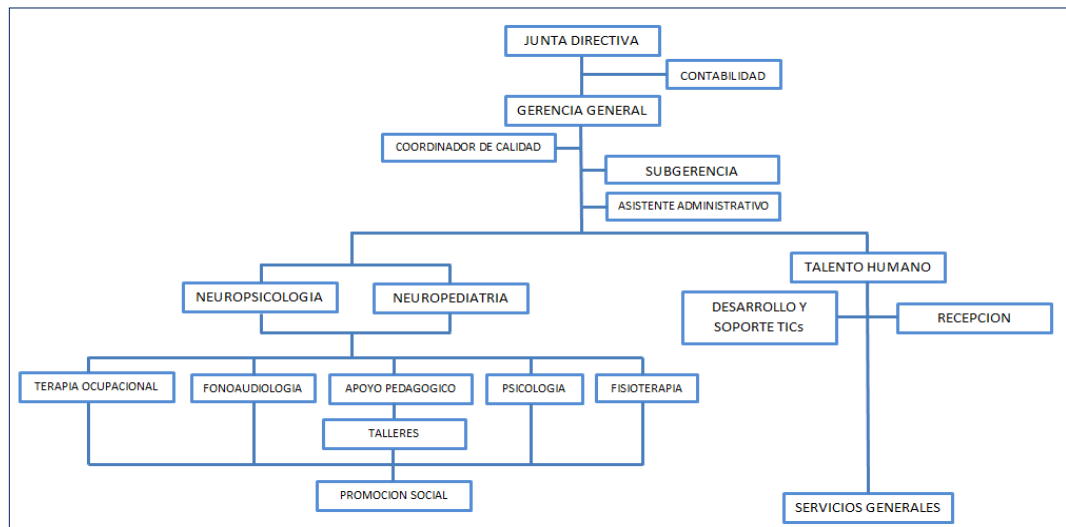 JUNTA DIRECTIVA
CONTABILIDAD
GERENCIA GENERAL
COORDINADOR DE CALIDAD
SUBGERENCIA
ASISTENTE ADMINISTRATIVO
TALENTO HUMANO
NEUROPSICOLOGIA
NEUROPEDIATRIA
DESARROLLO Y
SOPORTE TICs
RECEPCION
TERAPIA OCUPACIONAL
FONOAUDIOLOGIA
APOYO PEDAGOGICO
PSICOLOGIA
FISIOTERAPIA
TALLERES
PROMOCION SOCIAL
SERVICIOS GENERALES